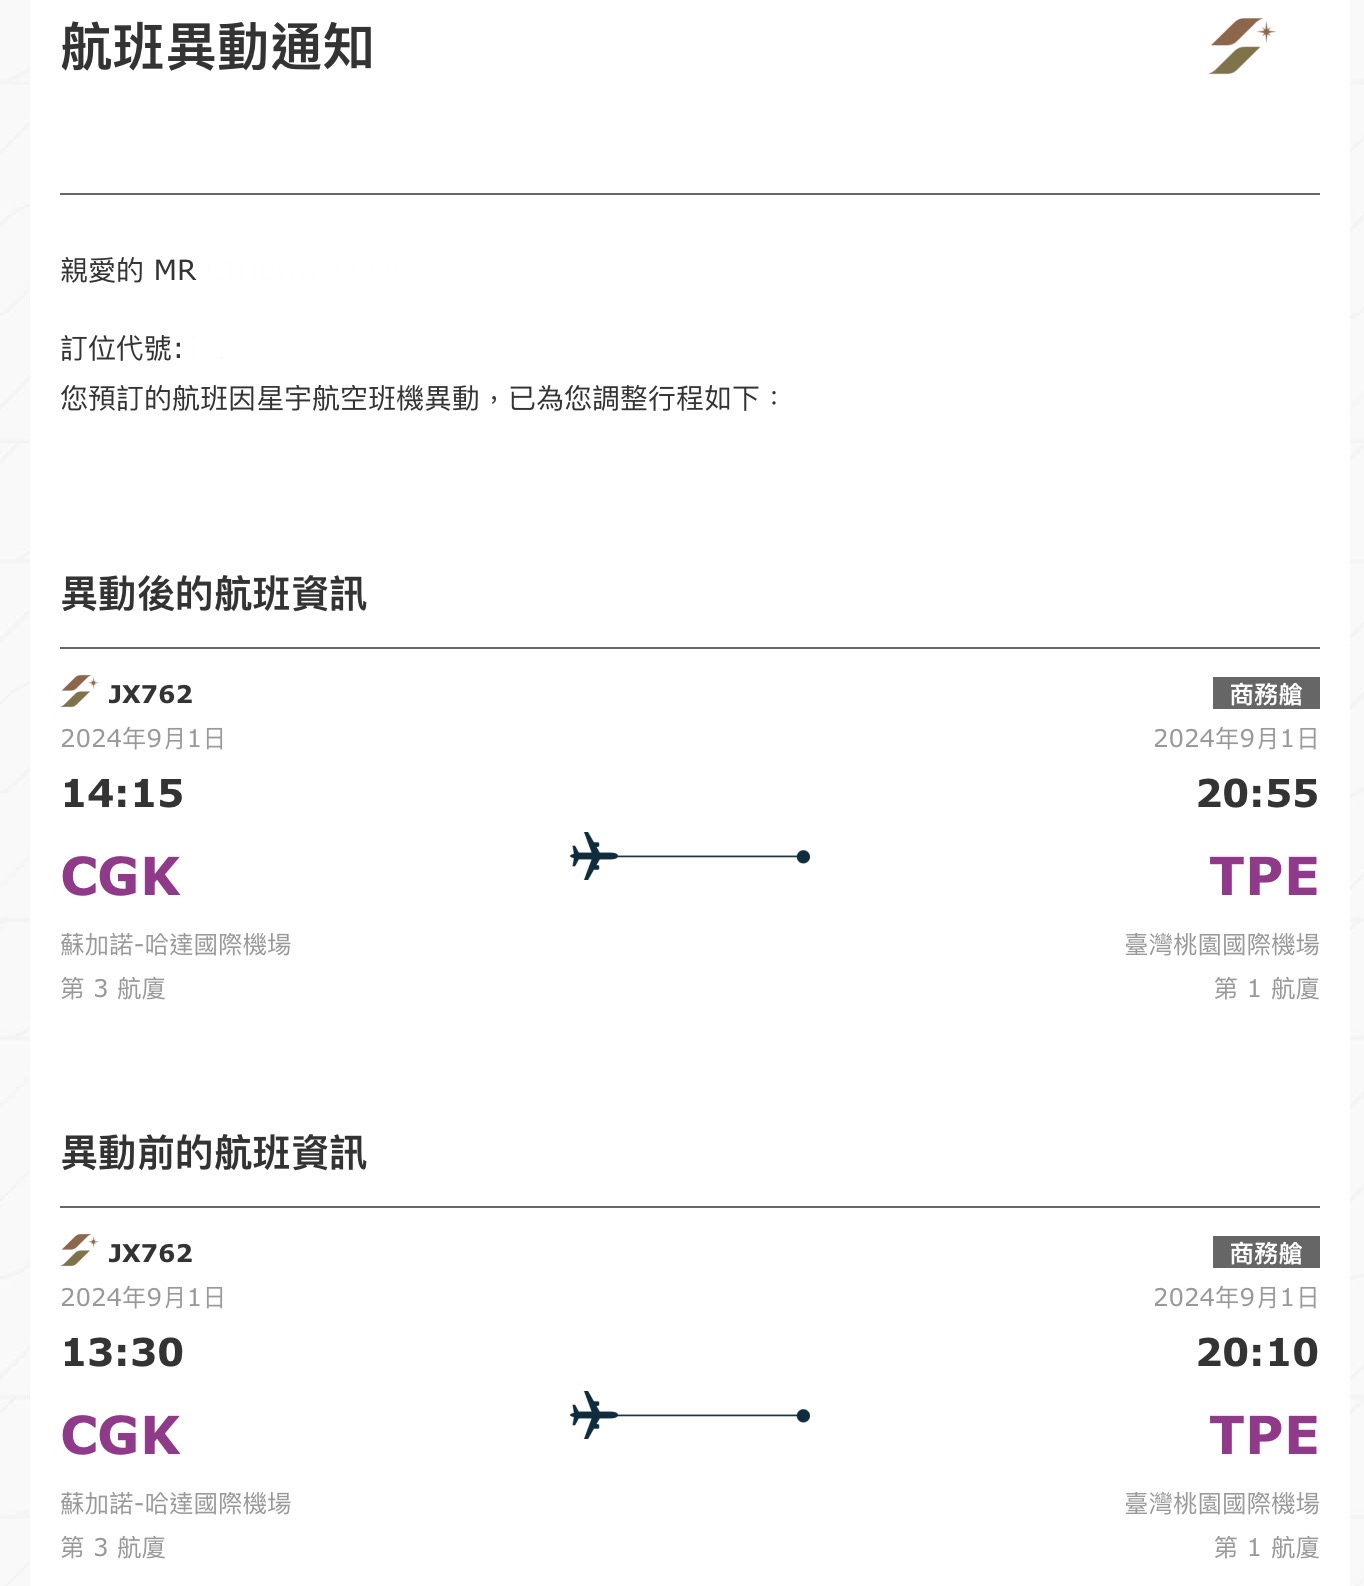 航班異動通知
親愛的 MR
訂位代號:
您預訂的航班因星宇航空班機異動，已為您調整行程如下：
異動後的航班資訊
JX762 商務艙
2024年9月1日 2024年9月1日
14:15 20:55
CGK TPE
蘇加諾-哈達國際機場 臺灣桃園國際機場
第 3 航廈 第 1 航廈
異動前的航班資訊
JX762 商務艙
2024年9月1日 2024年9月1日
13:30 20:10
CGK TPE
蘇加諾-哈達國際機場 臺灣桃園國際機場
第 3 航廈 第 1 航廈